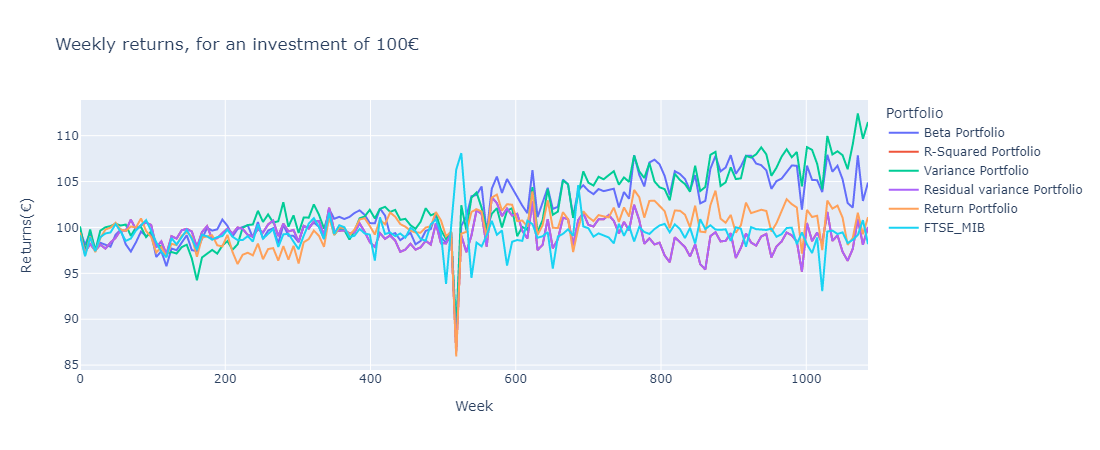 Weekly returns, for an investment of 100€
Portfolio
Beta Portfolio
R-Squared Portfolio
Variance Portfolio
Residual variance Portfolio
Return Portfolio
FTSE_MIB
Returns(€)
110
105
100
95
90
85
0 200 400 600 800 1000
Week